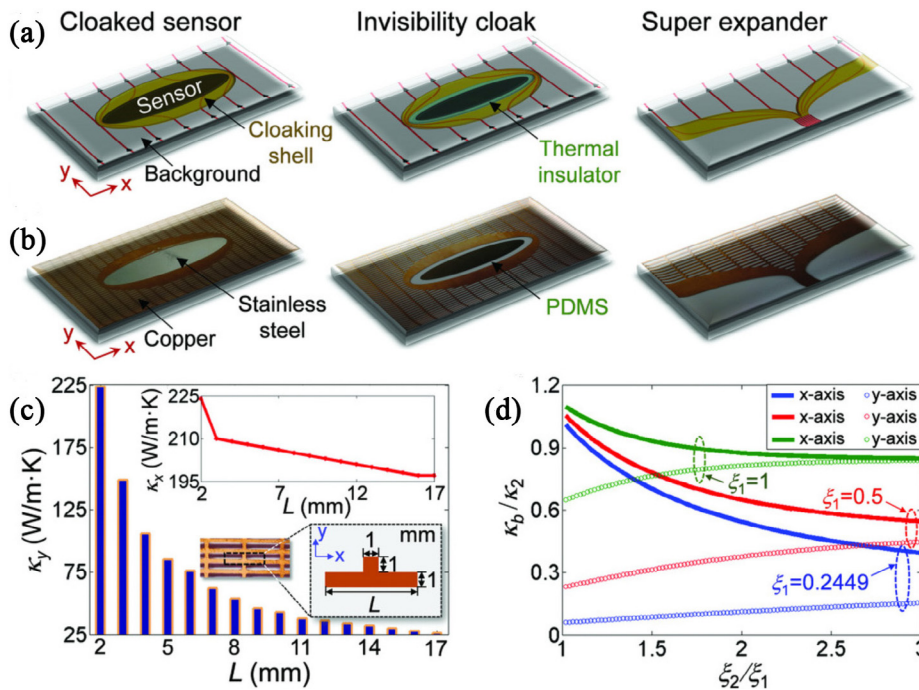 (a) Cloaked sensor Invisibility cloak Super expander
Sensor
Cloaking
shell
Background
y x
Thermal
insulator
(b)
Stainless
steel
Copper
y x
PDMS
(c)
κy (W/m·K)
225
175
125
75
25
2 5 8 11 14 17
L (mm)
κx (W/m·K)
225
210
195
2 7 12 17
L (mm)
y
x
mm
1
1
1
L
(d)
κb/κ2
1.2
0.9
0.6
0.3
0
1 1.5 2 2.5 3
ξ2/ξ1
x-axis y-axis
x-axis y-axis
x-axis y-axis
ξ1=1
ξ1=0.5
ξ1=0.2449